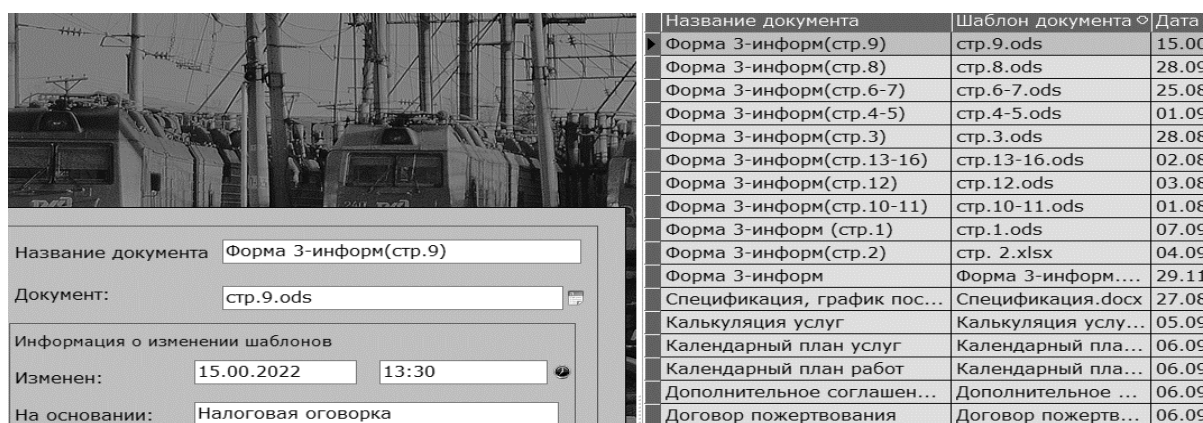 Название документа
Форма 3-информ(стр.9)
Документ:
стр.9.ods
Информация о изменении шаблонов
Изменен:
15.00.2022
13:30
На основании:
Налоговая оговорка
Название документа Шаблон документа Дата
Форма 3-информ(стр.9) стр.9.ods 15.00
Форма 3-информ(стр.8) стр.8.ods 28.09
Форма 3-информ(стр.6-7) стр.6-7.ods 25.08
Форма 3-информ(стр.4-5) стр.4-5.ods 01.09
Форма 3-информ(стр.3) стр.3.ods 28.08
Форма 3-информ(стр.13-16) стр.13-16.ods 02.08
Форма 3-информ(стр.12) стр.12.ods 03.08
Форма 3-информ(стр.10-11) стр.10-11.ods 01.08
Форма 3-информ (стр.1) стр.1.ods 07.09
Форма 3-информ(стр.2) стр. 2.xlsx 04.09
Форма 3-информ Форма 3-информ.... 29.11
Спецификация, график пос... Спецификация.docx 27.08
Калькуляция услуг Калькуляция услу... 05.09
Календарный план услуг Календарный пла... 06.09
Календарный план работ Календарный пла... 06.09
Дополнительное соглашен... Дополнительное ... 06.09
Договор пожертвования Договор пожертв... 06.09